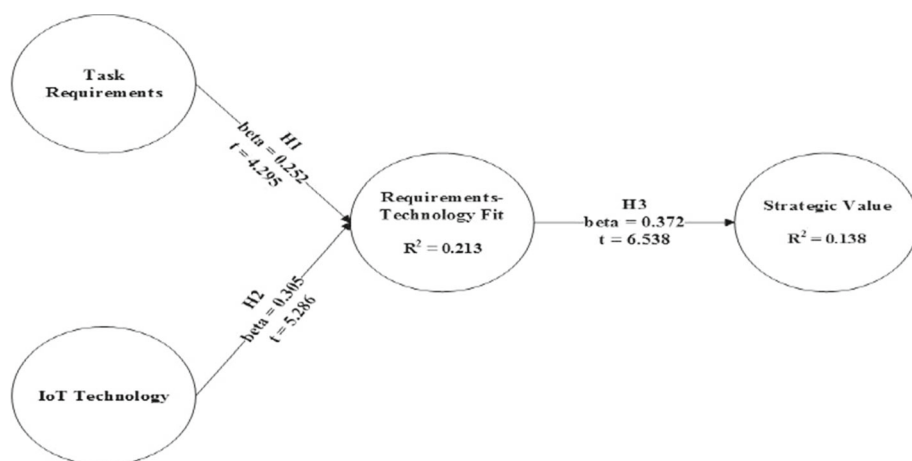 Task
Requirements
H1
beta = 0.252
t = 4.295
Requirements-
Technology Fit
R² = 0.213
H3
beta = 0.372
t = 6.538
Strategic Value
R² = 0.138
H2
beta = 0.305
t = 5.286
IoT Technology